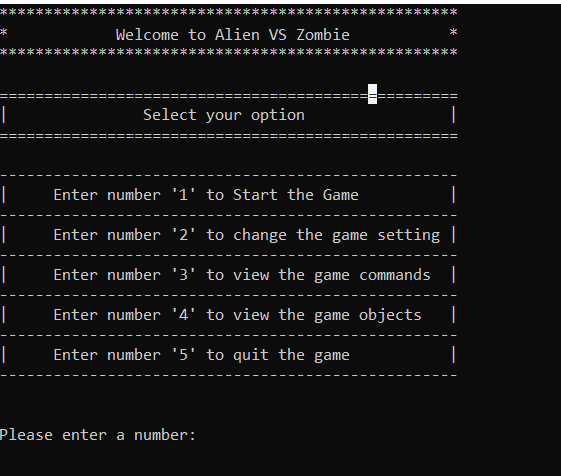 ***************************************************
*            Welcome to Alien VS Zombie           *
***************************************************
===================================================
|               Select your option                |
===================================================
---------------------------------------------------
|     Enter number '1' to Start the Game          |
---------------------------------------------------
|     Enter number '2' to change the game setting |
---------------------------------------------------
|     Enter number '3' to view the game commands  |
---------------------------------------------------
|     Enter number '4' to view the game objects   |
---------------------------------------------------
|     Enter number '5' to quit the game           |
---------------------------------------------------
Please enter a number: